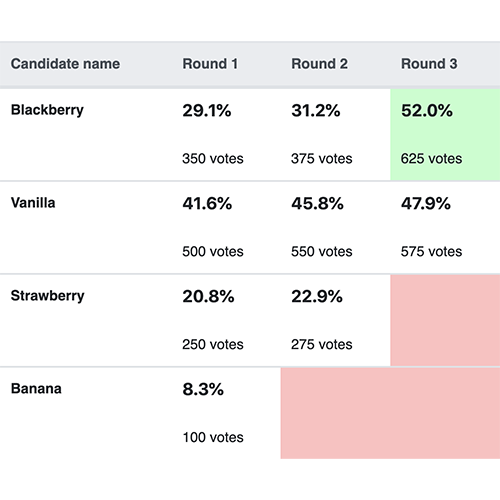 Candidate name Round 1 Round 2 Round 3
Blackberry 29.1% 31.2% 52.0%
350 votes 375 votes 625 votes
Vanilla 41.6% 45.8% 47.9%
500 votes 550 votes 575 votes
Strawberry 20.8% 22.9%
250 votes 275 votes
Banana 8.3%
100 votes